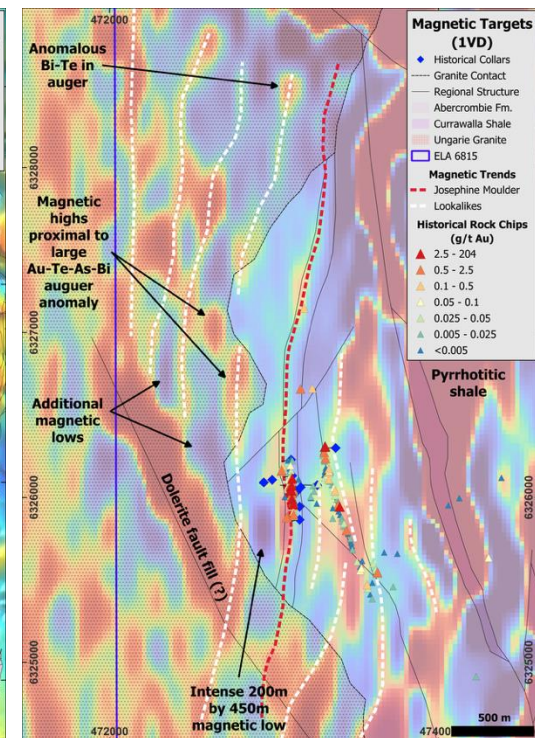 472000
Anomalous
Bi-Te in
auger
Magnetic Targets
(1VD)
Historical Collars
Granite Contact
Regional Structure
Abercrombie Fm.
Currawalla Shale
Ungarie Granite
ELA 6815
Magnetic Trends
Josephine Moulder
Lookalikes
Historical Rock Chips
(g/t Au)
2.5 - 204
0.5 - 2.5
0.1 - 0.5
0.05 - 0.1
0.025 - 0.05
0.005 - 0.025
<0.005
6328000
Magnetic
highs
proximal to
large
Au-Te-As-Bi
auguer
anomaly
6327000
Pyrrhotitic
shale
Additional
magnetic
lows
Dolerite fault fill (?)
6326000
6326000
6325000
6325000
Intense 200m
by 450m
magnetic low
472000
47400
500 m